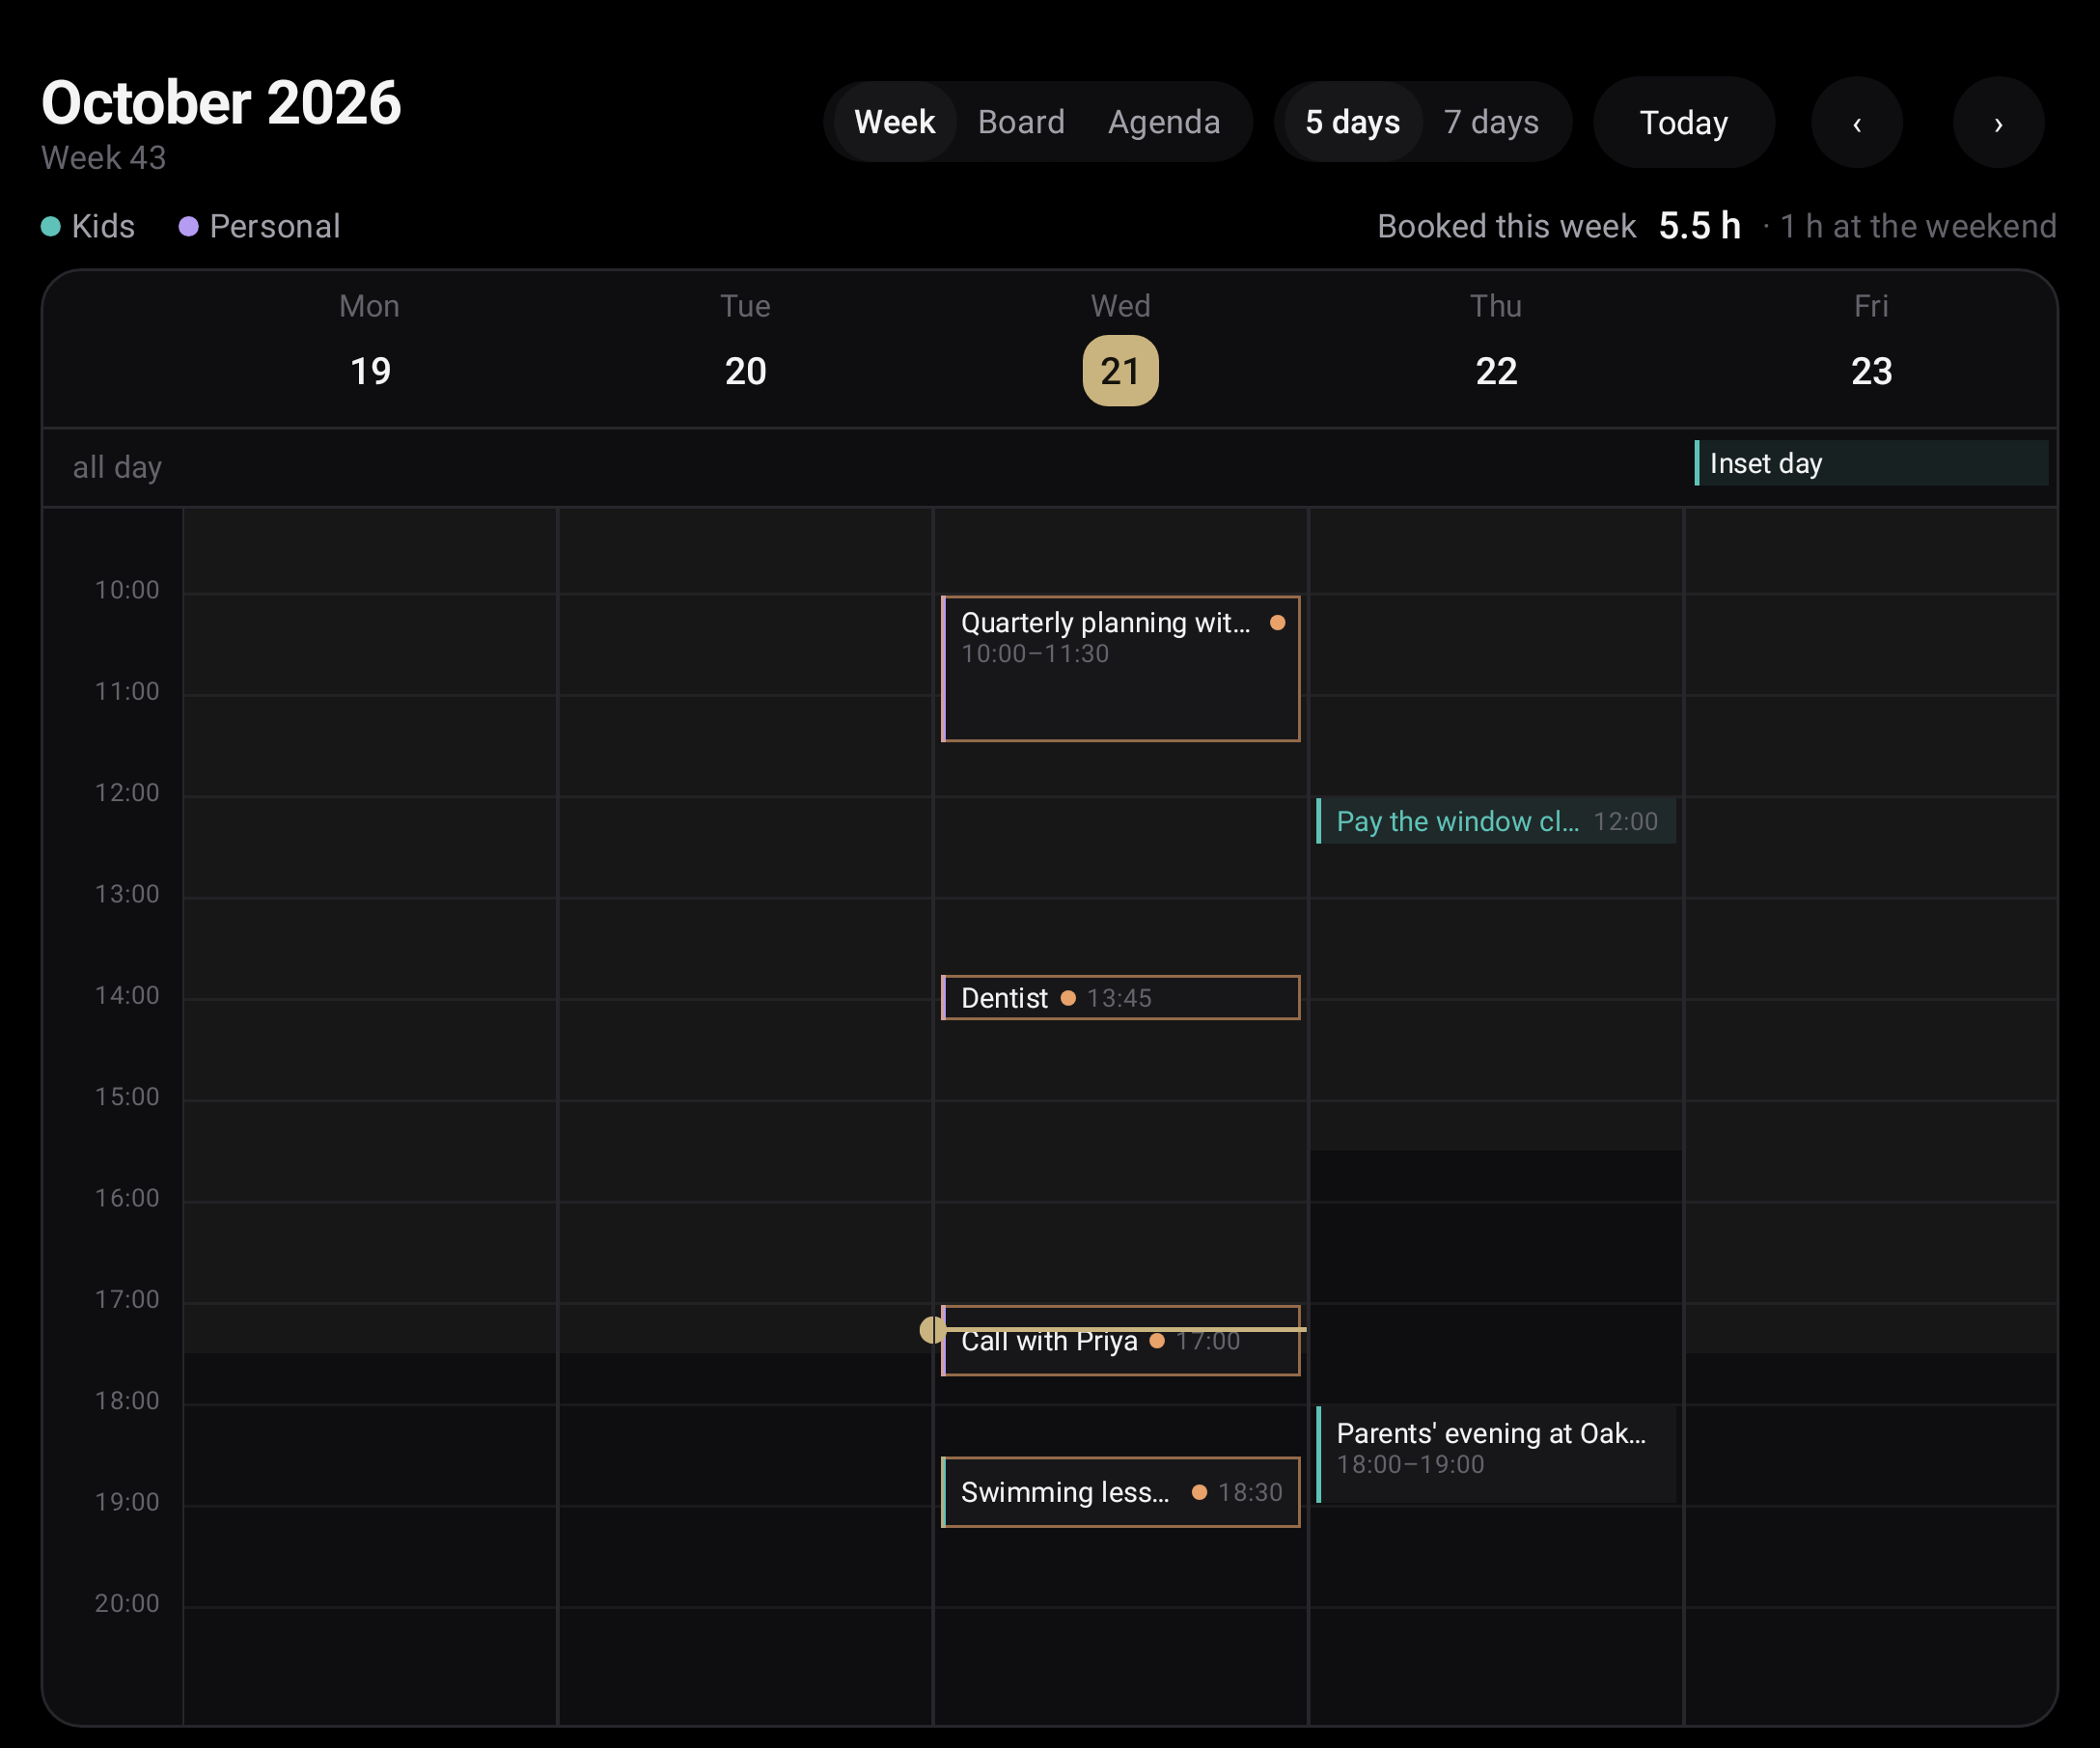 October 2026
Week 43
Week Board Agenda
5 days 7 days
Today
‹ ›
Kids Personal
Booked this week 5.5 h · 1 h at the weekend
Mon Tue Wed Thu Fri
19 20 21 22 23
all day
Inset day
10:00
Quarterly planning wit...
10:00–11:30
11:00
12:00
Pay the window cl... 12:00
13:00
14:00
Dentist 13:45
15:00
16:00
17:00
Call with Priya 17:00
18:00
Parents' evening at Oak...
18:00–19:00
Swimming less... 18:30
19:00
20:00